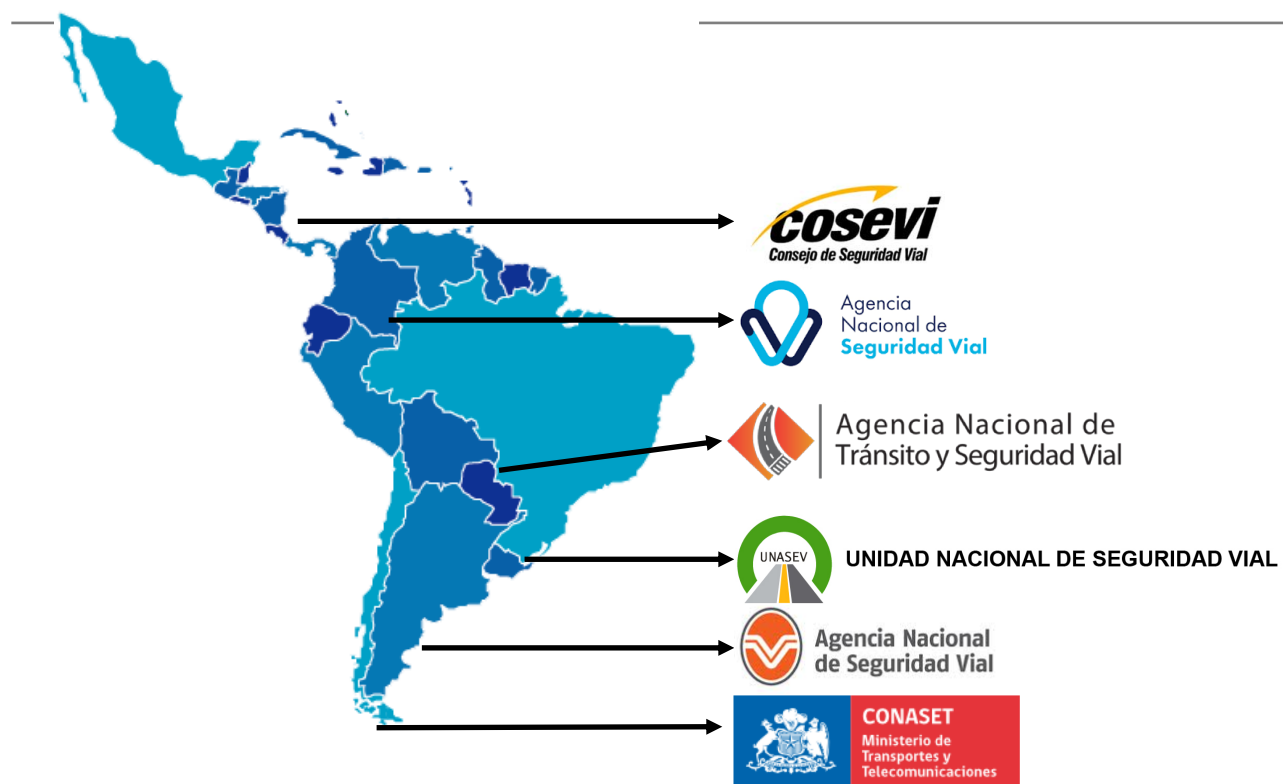 cosevi
Consejo de Seguridad Vial
Agencia
Nacional de
Seguridad Vial
Agencia Nacional de
Tránsito y Seguridad Vial
UNASEV
UNIDAD NACIONAL DE SEGURIDAD VIAL
Agencia Nacional
de Seguridad Vial
CONASET
Ministerio de
Transportes y
Telecomunicaciones